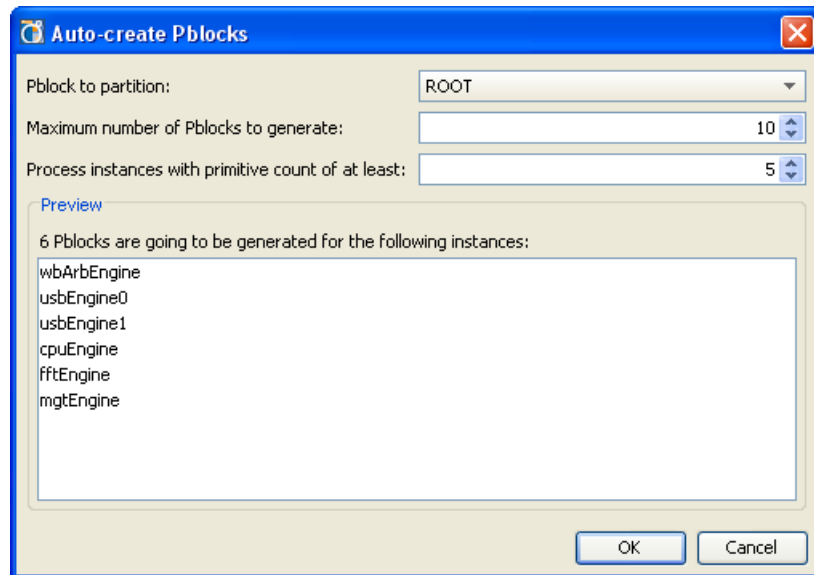 Auto-create Pblocks
Pblock to partition: ROOT
Maximum number of Pblocks to generate: 10
Process instances with primitive count of at least: 5
Preview
6 Pblocks are going to be generated for the following instances:
wbArbEngine
usbEngine0
usbEngine1
cpuEngine
fftEngine
mgtEngine
OK Cancel